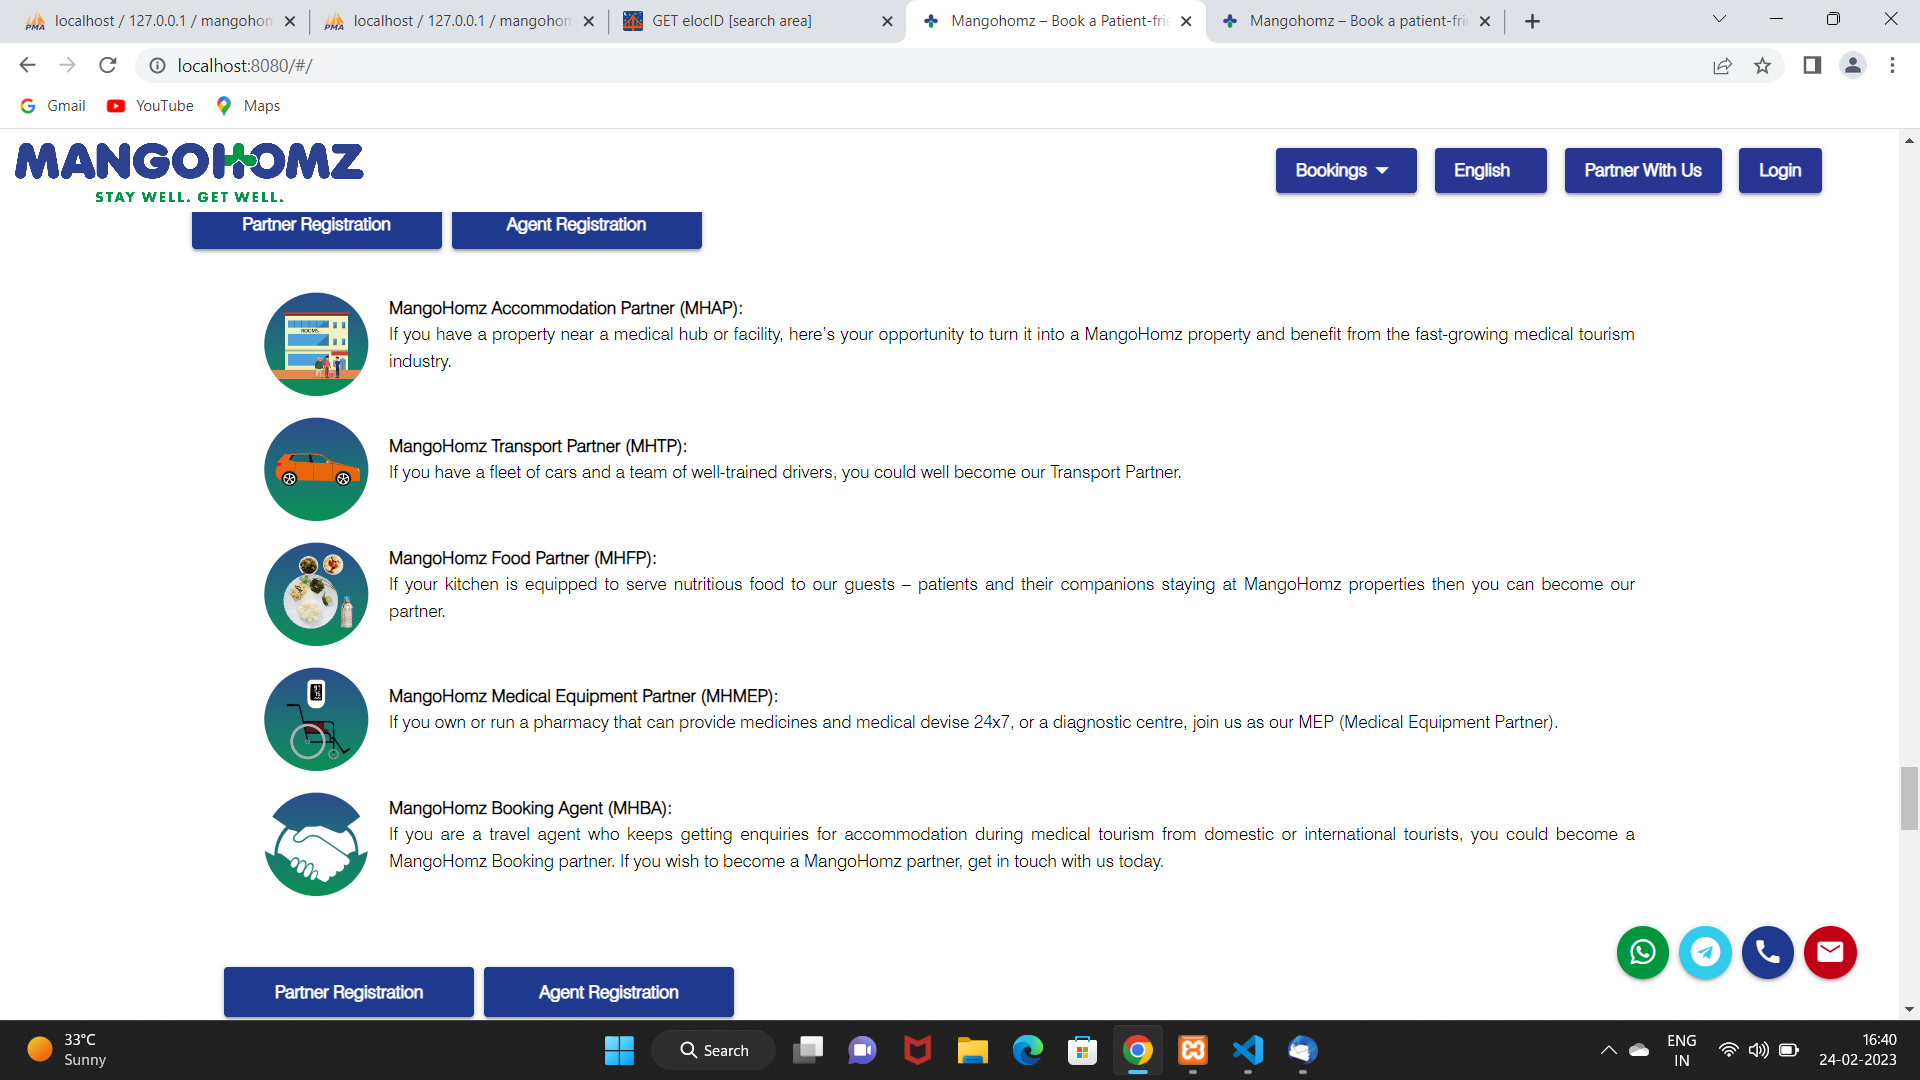 localhost / 127.0.0.1 / mangohom
localhost / 127.0.0.1 / mangohom
GET elocID [search area]
Mangohomz – Book a Patient-frie
Mangohomz – Book a patient-frie
localhost:8080/#/
Gmail
YouTube
Maps
MANGOHOMZ
STAY WELL. GET WELL.
Bookings
English
Partner With Us
Login
Partner Registration
Agent Registration
ROOMS
MangoHomz Accommodation Partner (MHAP):
If you have a property near a medical hub or facility, here's your opportunity to turn it into a MangoHomz property and benefit from the fast-growing medical tourism
industry.
MangoHomz Transport Partner (MHTP):
If you have a fleet of cars and a team of well-trained drivers, you could well become our Transport Partner.
MangoHomz Food Partner (MHFP):
If your kitchen is equipped to serve nutritious food to our guests – patients and their companions staying at MangoHomz properties then you can become our
partner.
MangoHomz Medical Equipment Partner (MHMEP):
If you own or run a pharmacy that can provide medicines and medical devise 24x7, or a diagnostic centre, join us as our MEP (Medical Equipment Partner).
MangoHomz Booking Agent (MHBA):
If you are a travel agent who keeps getting enquiries for accommodation during medical tourism from domestic or international tourists, you could become a
MangoHomz Booking partner. If you wish to become a MangoHomz partner, get in touch with us today.
Partner Registration
Agent Registration
33°C
Sunny
Search
ENG
IN
16:40
24-02-2023